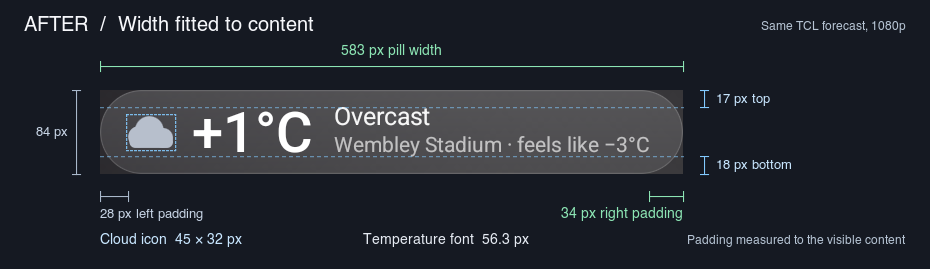 AFTER / Width fitted to content
Same TCL forecast, 1080p
583 px pill width
17 px top
84 px
+1°C
Overcast
Wembley Stadium · feels like −3°C
18 px bottom
28 px left padding
34 px right padding
Cloud icon 45 × 32 px
Temperature font 56.3 px
Padding measured to the visible content